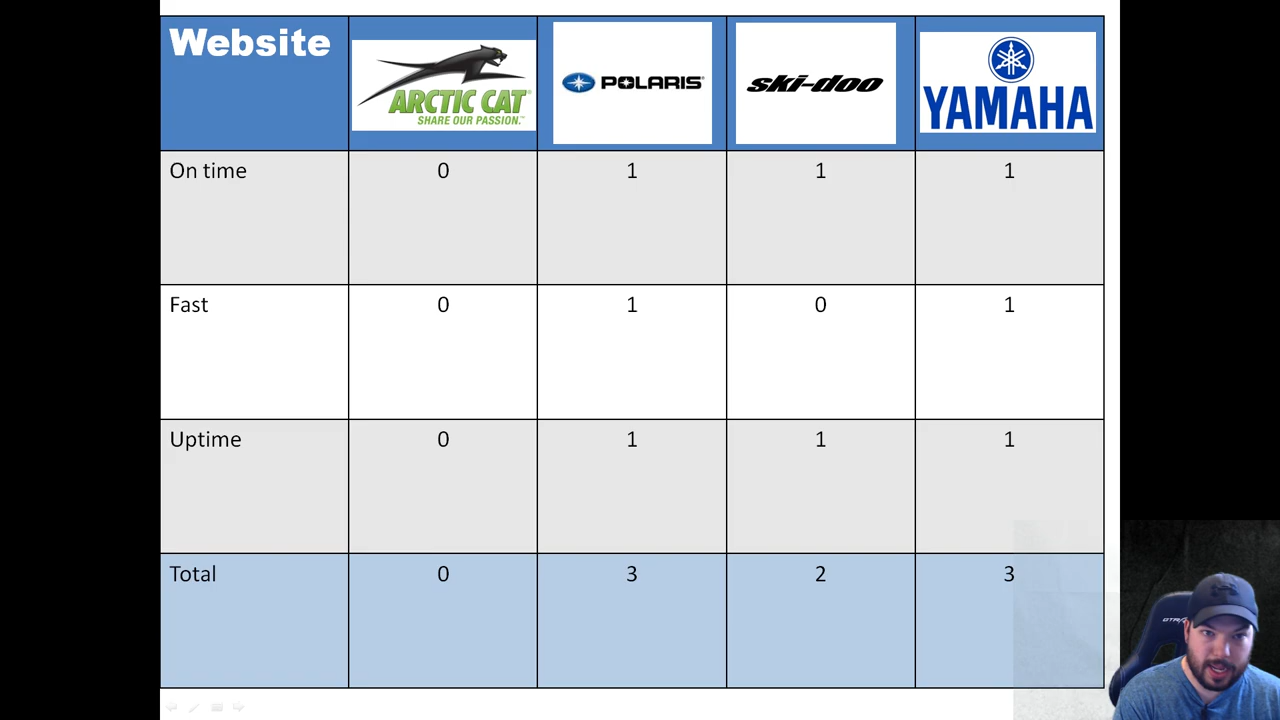 Website
ARCTIC CAT
SHARE OUR PASSION.™
POLARIS®
ski-doo
YAMAHA
On time 0 1 1 1
Fast 0 1 0 1
Uptime 0 1 1 1
Total 0 3 2 3